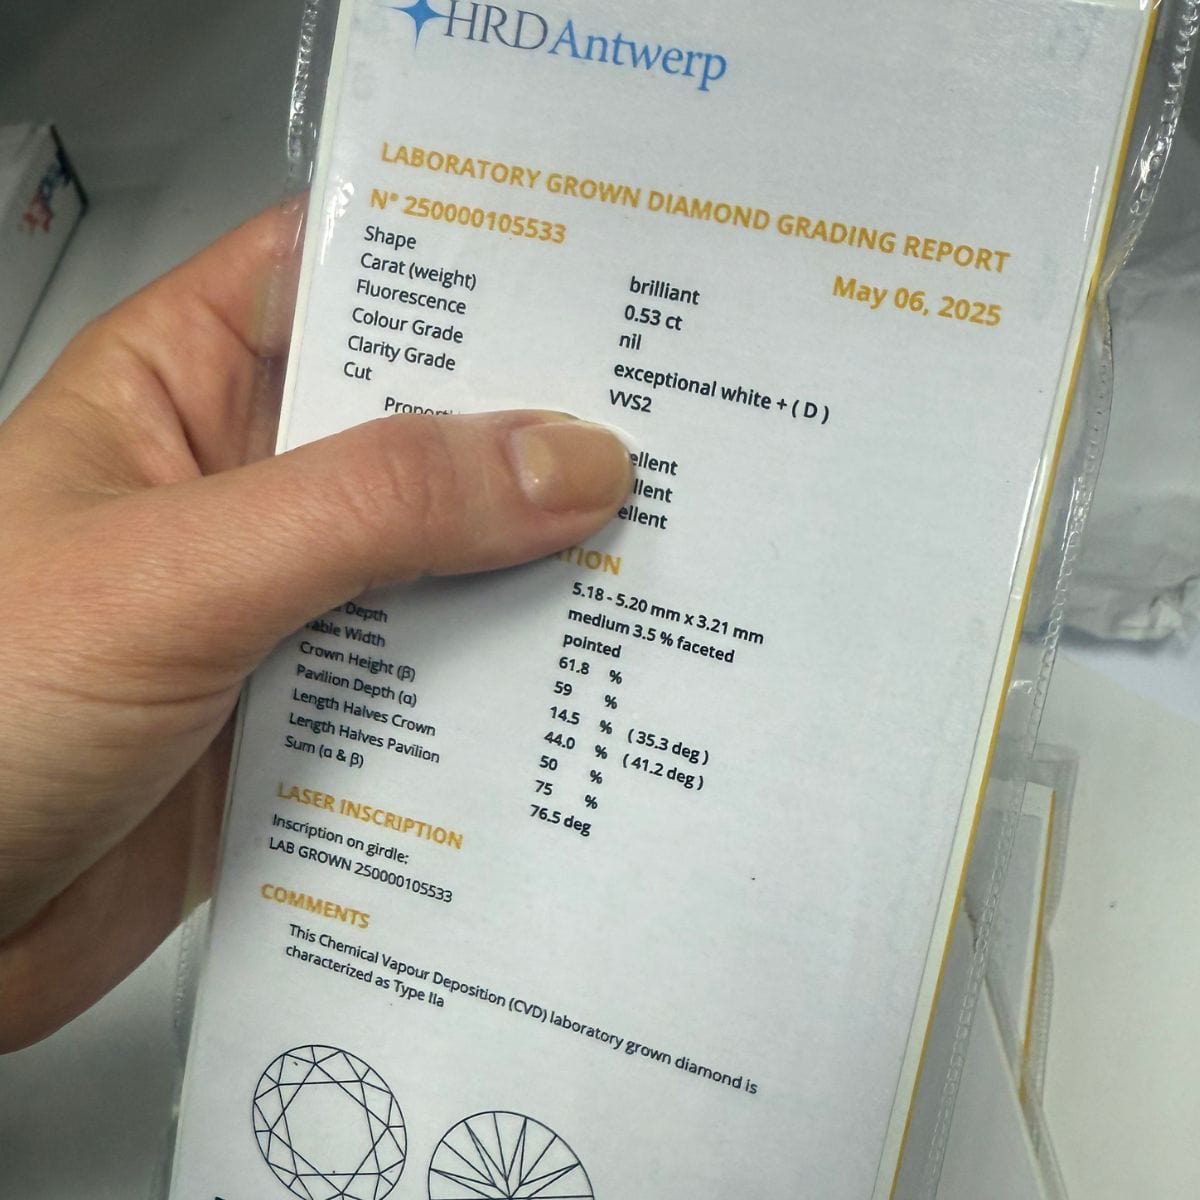 HRD Antwerp
LABORATORY GROWN DIAMOND GRADING REPORT
N° 250000105533
May 06, 2025
Shape brilliant
Carat (weight) 0.53 ct
Fluorescence nil
Colour Grade exceptional white + ( D )
Clarity Grade VVS2
Cut
ellent
llent
ellent
TION
5.18 - 5.20 mm x 3.21 mm
medium 3.5 % faceted
pointed
Depth 61.8 %
able Width 59 %
Crown Height (β) 14.5 % ( 35.3 deg )
Pavilion Depth (α) 44.0 % ( 41.2 deg )
Length Halves Crown 50 %
Length Halves Pavilion 75 %
Sum (α & β) 76.5 deg
LASER INSCRIPTION
Inscription on girdle:
LAB GROWN 250000105533
COMMENTS
This Chemical Vapour Deposition (CVD) laboratory grown diamond is
characterized as Type IIa